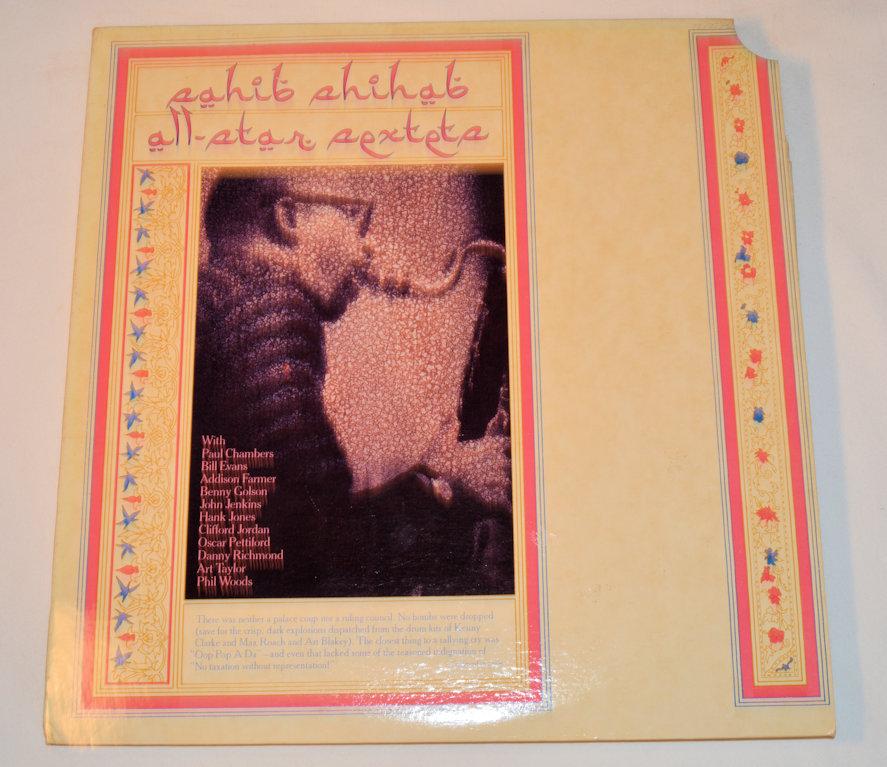 sahib shihab
all-star sextets
With
Paul Chambers
Bill Evans
Addison Farmer
Benny Golson
John Jenkins
Hank Jones
Clifford Jordan
Oscar Pettiford
Danny Richmond
Art Taylor
Phil Woods
There was neither a palace coup nor a ruling council. No bombs were dropped
(save for the crisp, dark explosions dispatched from the drum kits of Kenny
Clarke and Max Roach and Art Blakey). The closest thing to a rallying cry was
"Oop Pop A Da"—and even that lacked some of the seasoned indignation of
"No taxation without representation!"